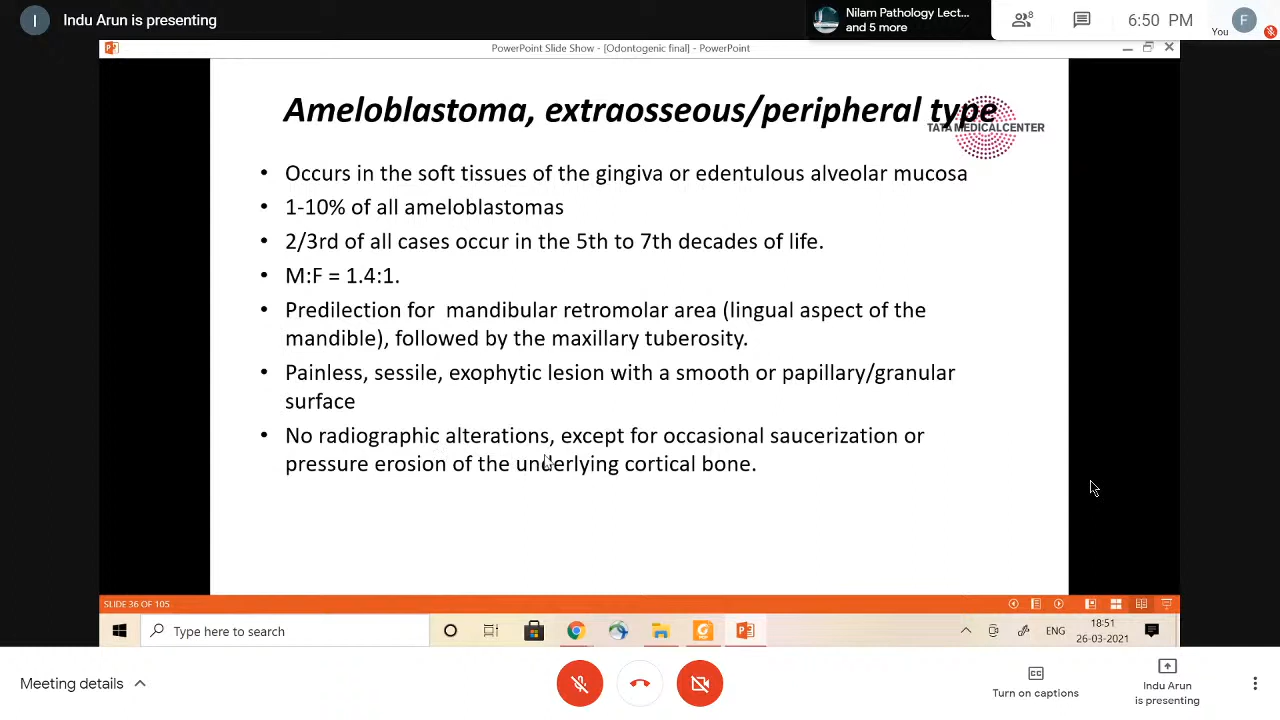 I Indu Arun is presenting
Nilam Pathology Lect...
and 5 more
8
6:50 PM
You
F
PowerPoint Slide Show - [Odontogenic final] - PowerPoint
Ameloblastoma, extraosseous/peripheral type
TATA MEDICAL CENTER
• Occurs in the soft tissues of the gingiva or edentulous alveolar mucosa
• 1-10% of all ameloblastomas
• 2/3rd of all cases occur in the 5th to 7th decades of life.
• M:F = 1.4:1.
• Predilection for mandibular retromolar area (lingual aspect of the
mandible), followed by the maxillary tuberosity.
• Painless, sessile, exophytic lesion with a smooth or papillary/granular
surface
• No radiographic alterations, except for occasional saucerization or
pressure erosion of the underlying cortical bone.
SLIDE 36 OF 105
Type here to search
ENG
18:51
26-03-2021
Meeting details
CC
Turn on captions
Indu Arun
is presenting